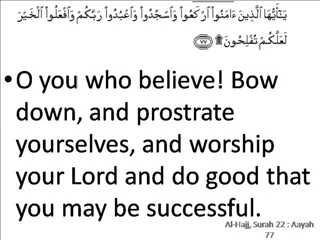 يَـٰٓأَيُّهَا ٱلَّذِينَ ءَامَنُواْ ٱرۡكَعُواْ وَٱسۡجُدُواْ وَٱعۡبُدُواْ رَبَّكُمۡ وَٱفۡعَلُواْ ٱلۡخَيۡرَ
لَعَلَّكُمۡ تُفۡلِحُونَ ۩ ٧٧
•O you who believe! Bow
down, and prostrate
yourselves, and worship
your Lord and do good that
you may be successful.
Al-Hajj, Surah 22 : Aayah
77